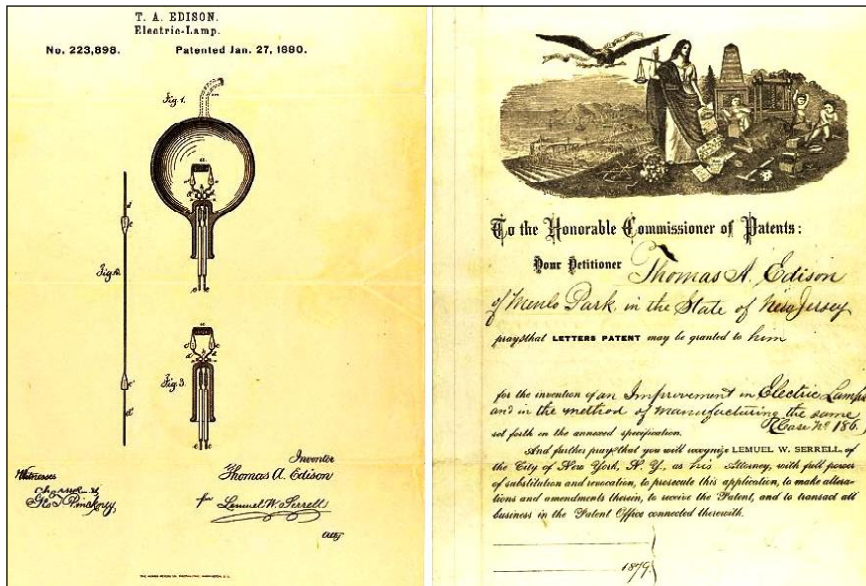 T. A. EDISON.
Electric-Lamp.
No. 223,898. Patented Jan. 27, 1880.
Fig. 1.
Fig. 2.
Fig. 3.
Witnesses
Inventor
Thomas A. Edison
for Lemuel W. Serrell
Atty
To the Honorable Commissioner of Patents:
Your Petitioner Thomas A. Edison
of Menlo Park in the State of New Jersey
prays that LETTERS PATENT may be granted to him
for the invention of an Improvement in Electric Lamps
and in the method of manufacturing the same
(Case No 186.)
set forth in the annexed specification.
And further prays that you will recognize LEMUEL W. SERRELL, of
the City of New York, N. Y., as his Attorney, with full power
of substitution and revocation, to prosecute this application, to make altera-
tions and amendments therein, to receive the Patent, and to transact all
business in the Patent Office connected therewith.
1879.